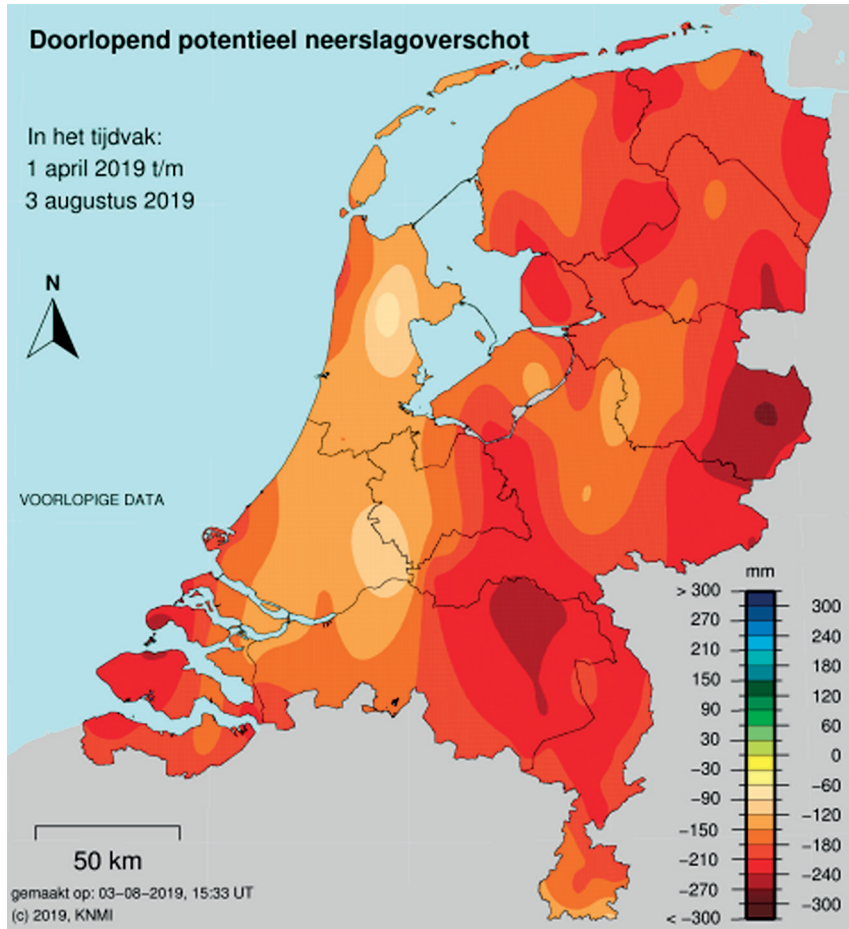 Doorlopend potentieel neerslagoverschot
In het tijdvak:
1 april 2019 t/m
3 augustus 2019
N
VOORLOPIGE DATA
mm
> 300
300
270
240
210
180
150
120
90
60
30
0
−30
−60
−90
−120
−150
−180
−210
−240
−270
−300
< −300
50 km
gemaakt op: 03−08−2019, 15:33 UT
(c) 2019, KNMI